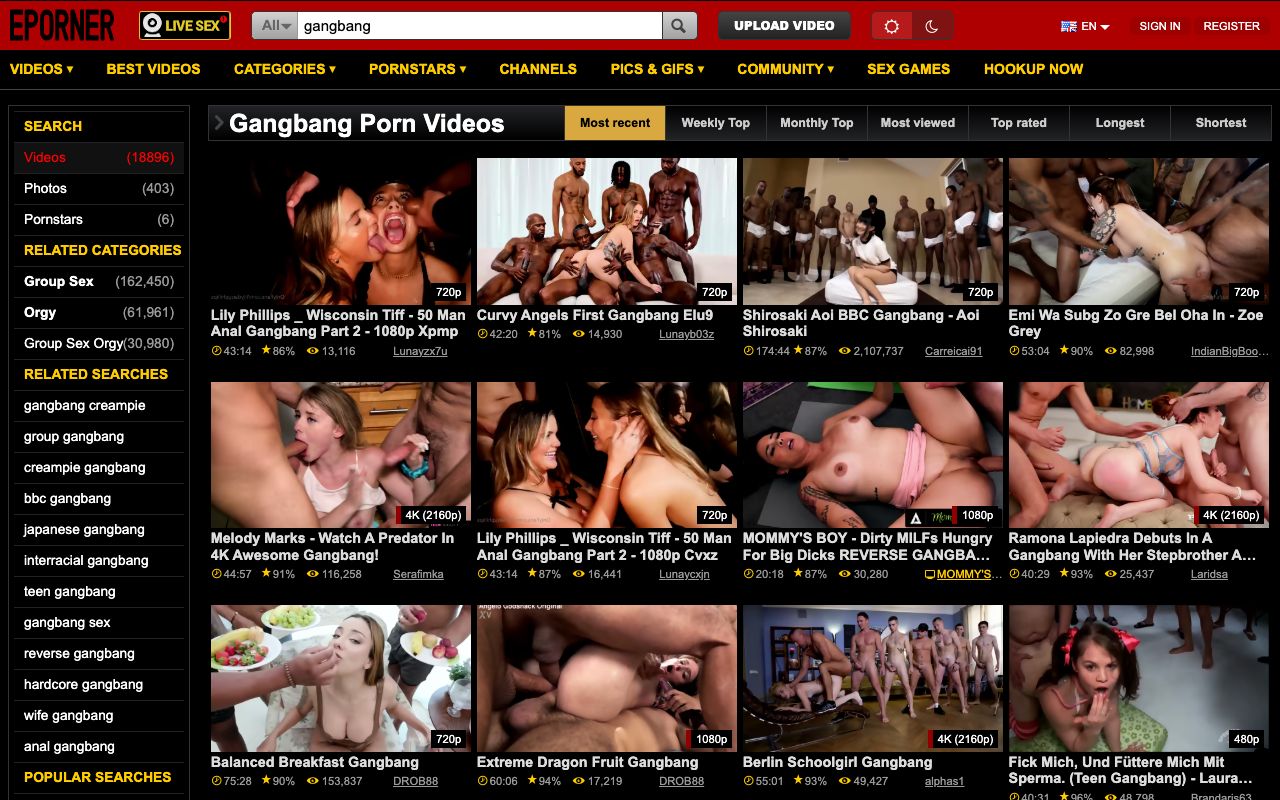 EPORNER
LIVE SEX
All
gangbang
UPLOAD VIDEO
EN
SIGN IN
REGISTER
VIDEOS
BEST VIDEOS
CATEGORIES
PORNSTARS
CHANNELS
PICS & GIFS
COMMUNITY
SEX GAMES
HOOKUP NOW
SEARCH
Videos (18896)
Photos (403)
Pornstars (6)
RELATED CATEGORIES
Group Sex (162,450)
Orgy (61,961)
Group Sex Orgy (30,980)
RELATED SEARCHES
gangbang creampie
group gangbang
creampie gangbang
bbc gangbang
japanese gangbang
interracial gangbang
teen gangbang
gangbang sex
reverse gangbang
hardcore gangbang
wife gangbang
anal gangbang
POPULAR SEARCHES
Gangbang Porn Videos
Most recent
Weekly Top
Monthly Top
Most viewed
Top rated
Longest
Shortest
720p
Lily Phillips _ Wisconsin Tiff - 50 Man
Anal Gangbang Part 2 - 1080p Xpmp
43:14 86% 13,116 Lunayzx7u
720p
Curvy Angels First Gangbang Elu9
42:20 81% 14,930 Lunayb03z
720p
Shirosaki Aoi BBC Gangbang - Aoi
Shirosaki
174:44 87% 2,107,737 Carreicai91
720p
Emi Wa Subg Zo Gre Bel Oha In - Zoe
Grey
53:04 90% 82,998 IndianBigBoo...
4K (2160p)
Melody Marks - Watch A Predator In
4K Awesome Gangbang!
44:57 91% 116,258 Serafimka
720p
Lily Phillips _ Wisconsin Tiff - 50 Man
Anal Gangbang Part 2 - 1080p Cvxz
43:14 87% 16,441 Lunaycxjn
1080p
MOMMY'S BOY - Dirty MILFs Hungry
For Big Dicks REVERSE GANGBA...
20:18 87% 30,280 MOMMY'S...
4K (2160p)
Ramona Lapiedra Debuts In A
Gangbang With Her Stepbrother A...
40:29 93% 25,437 Laridsa
720p
Balanced Breakfast Gangbang
75:28 90% 153,837 DROB88
Angelo Godshack Original
XV
1080p
Extreme Dragon Fruit Gangbang
60:06 94% 17,219 DROB88
4K (2160p)
Berlin Schoolgirl Gangbang
55:01 93% 49,427 alphas1
480p
Fick Mich, Und Füttere Mich Mit
Sperma. (Teen Gangbang) - Laura...
40:31 96% 48,798 Brandaris63